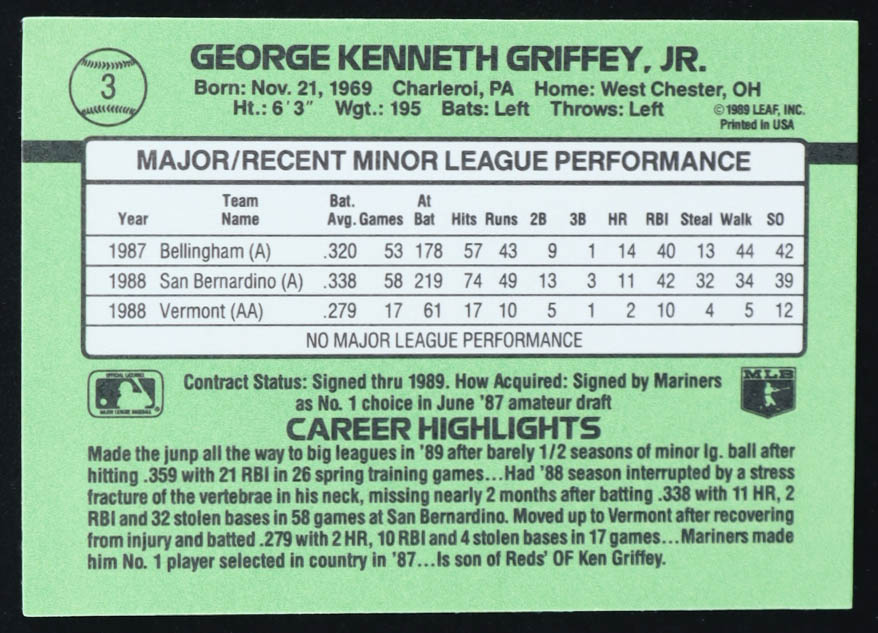 3
GEORGE KENNETH GRIFFEY, JR.
Born: Nov. 21, 1969 Charleroi, PA Home: West Chester, OH
Ht.: 6'3" Wgt.: 195 Bats: Left Throws: Left
©1989 LEAF, INC.
Printed in USA
MAJOR/RECENT MINOR LEAGUE PERFORMANCE
Year Team Name Bat. Avg. Games At Bat Hits Runs 2B 3B HR RBI Steal Walk SO
1987 Bellingham (A) .320 53 178 57 43 9 1 14 40 13 44 42
1988 San Bernardino (A) .338 58 219 74 49 13 3 11 42 32 34 39
1988 Vermont (AA) .279 17 61 17 10 5 1 2 10 4 5 12
NO MAJOR LEAGUE PERFORMANCE
OFFICIAL LICENSEE
MAJOR LEAGUE BASEBALL
®
Contract Status: Signed thru 1989. How Acquired: Signed by Mariners
as No. 1 choice in June '87 amateur draft
MLB
CAREER HIGHLIGHTS
Made the junp all the way to big leagues in '89 after barely 1/2 seasons of minor lg. ball after
hitting .359 with 21 RBI in 26 spring training games...Had '88 season interrupted by a stress
fracture of the vertebrae in his neck, missing nearly 2 months after batting .338 with 11 HR, 2
RBI and 32 stolen bases in 58 games at San Bernardino. Moved up to Vermont after recovering
from injury and batted .279 with 2 HR, 10 RBI and 4 stolen bases in 17 games...Mariners made
him No. 1 player selected in country in '87...Is son of Reds' OF Ken Griffey.